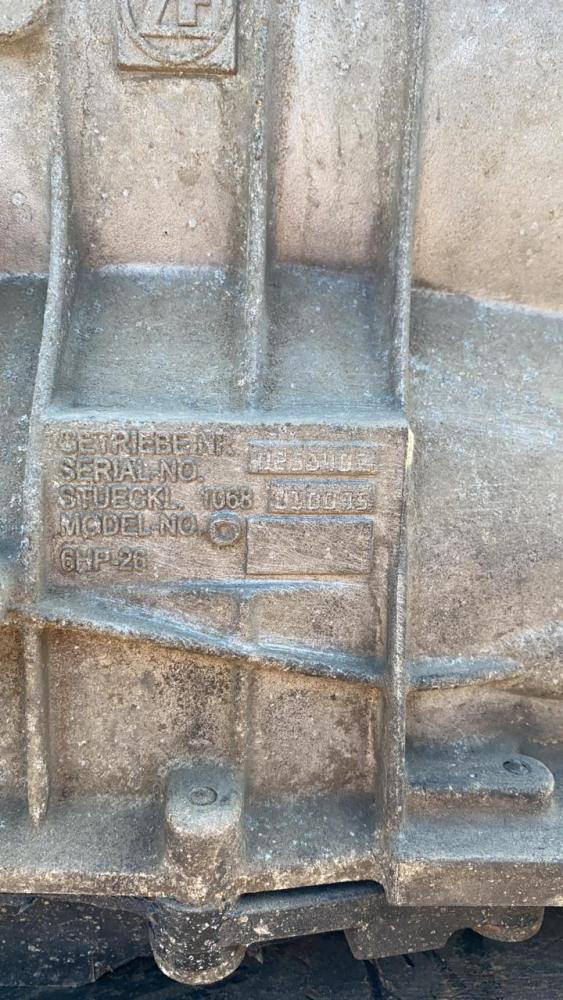 ZF
GETRIEBE-NR.
SERIAL-NO.
STUECKL. 1068
MODEL-NO.
6HP-26